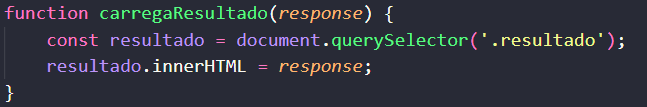 function carregaResultado(response) {
    const resultado = document.querySelector('.resultado');
    resultado.innerHTML = response;
}